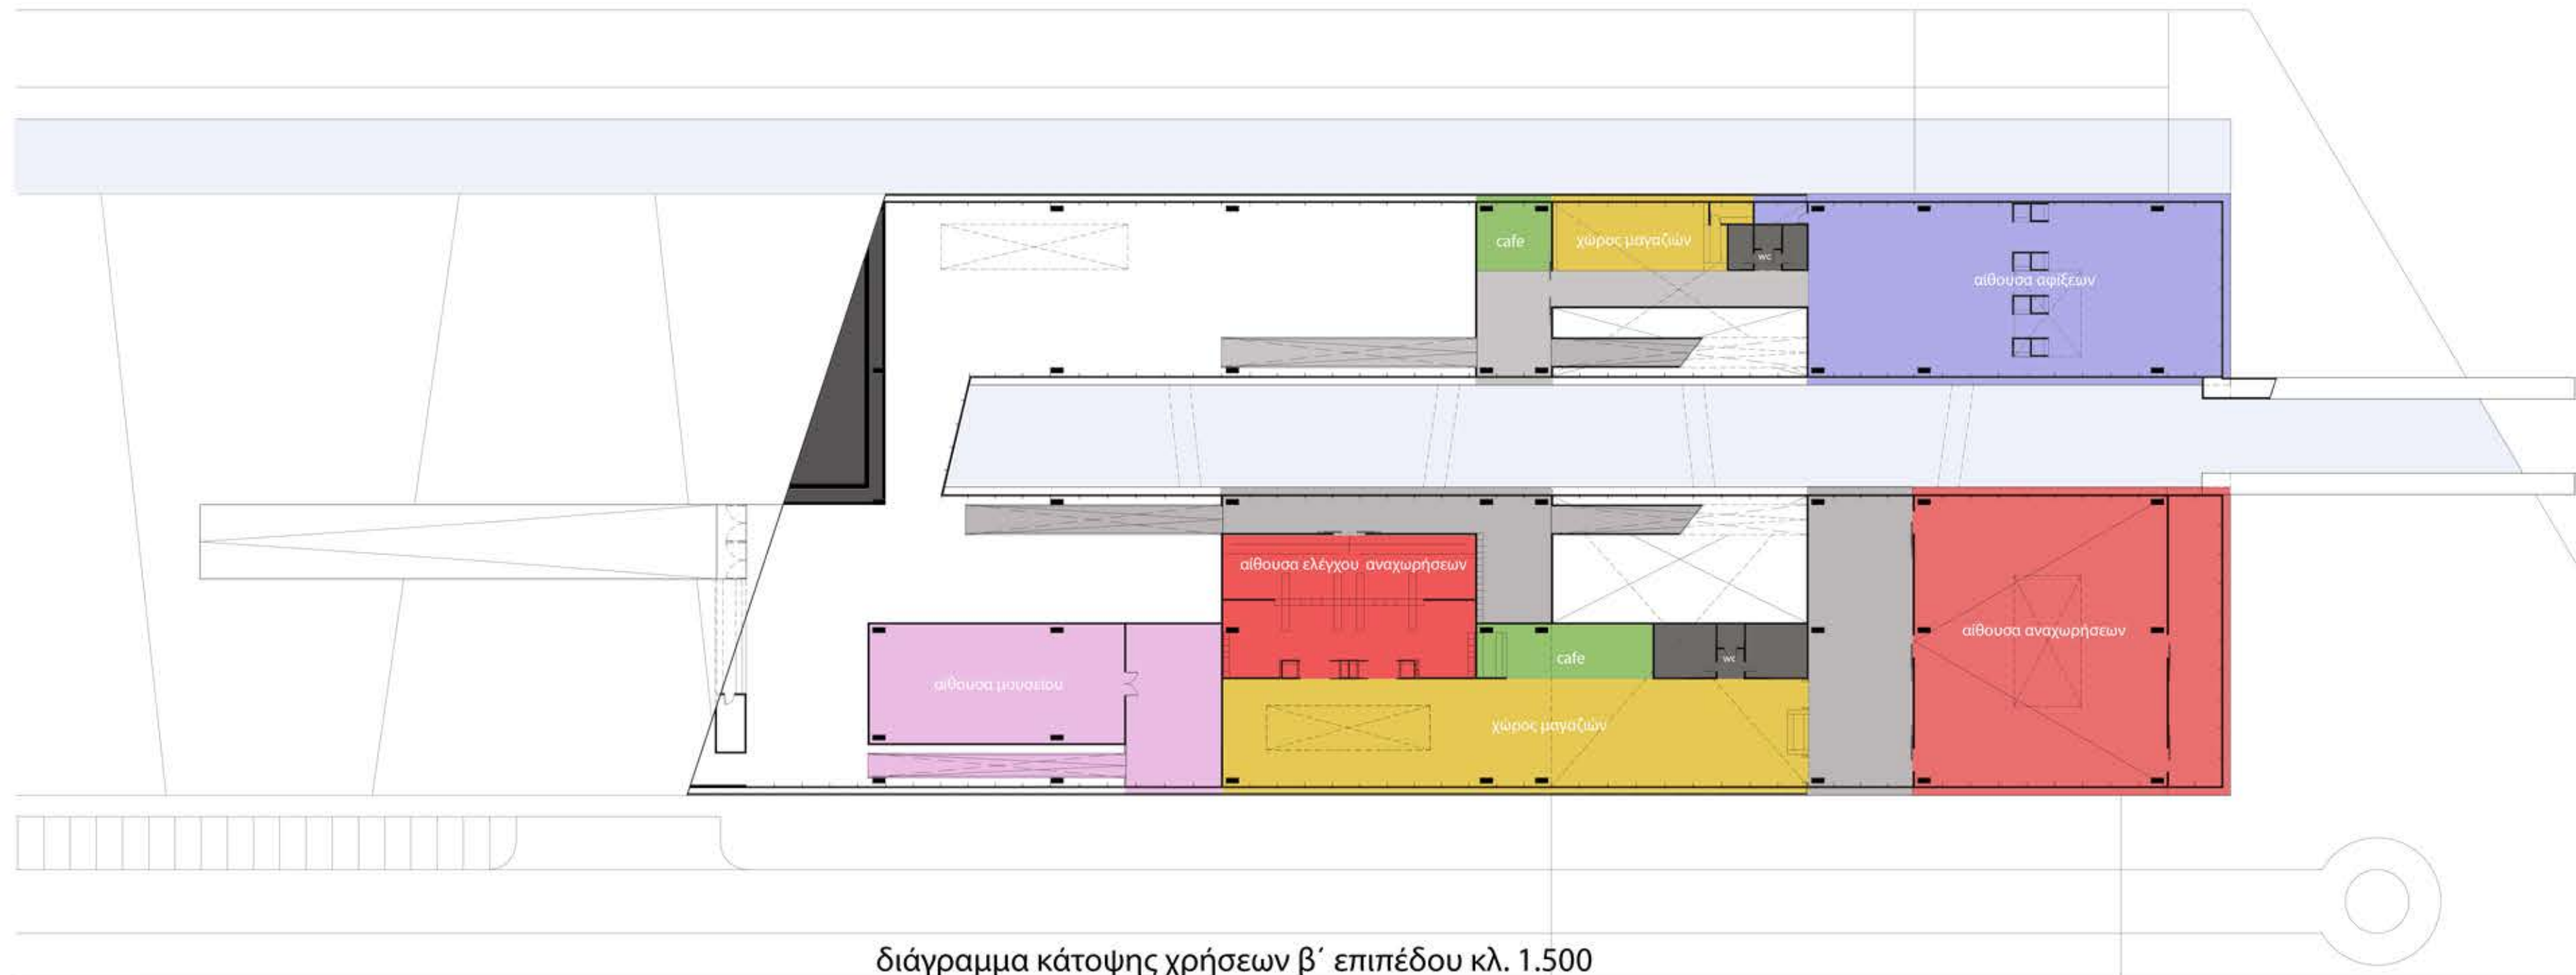 cafe
χώρος μαγαζιών
wc
αίθουσα αφίξεων
αίθουσα ελέγχου αναχωρήσεων
αίθουσα αναχωρήσεων
cafe
wc
αίθουσα μουσείου
χώρος μαγαζιών
διάγραμμα κάτοψης χρήσεων β΄ επιπέδου κλ. 1.500